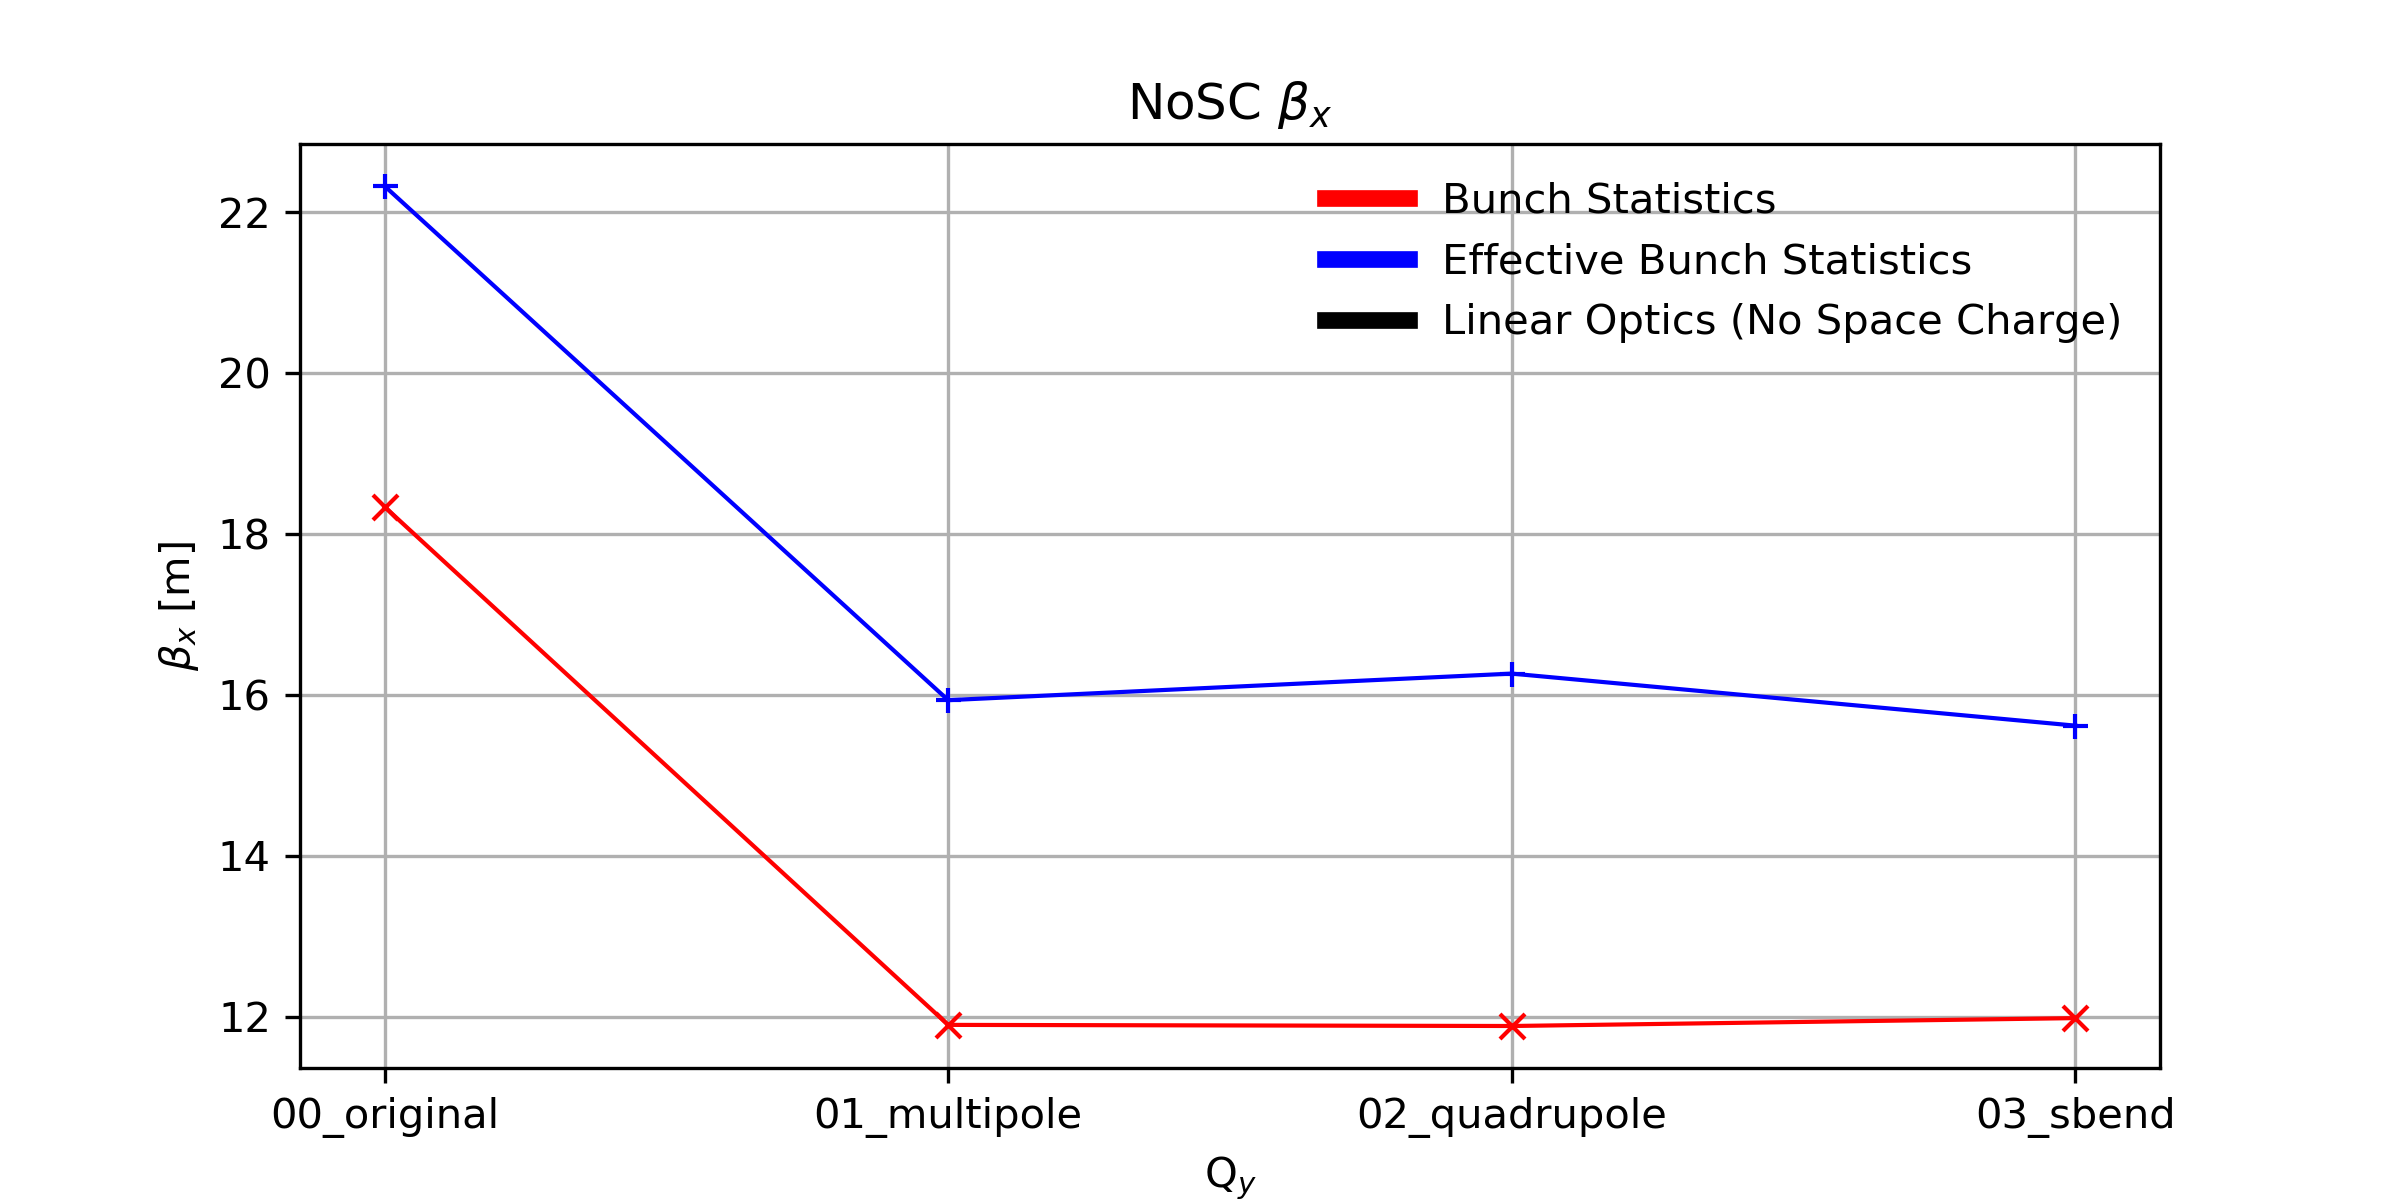 NoSC βₓ
Bunch Statistics
Effective Bunch Statistics
Linear Optics (No Space Charge)
22
20
18
16
14
12
βₓ [m]
00_original
01_multipole
02_quadrupole
03_sbend
Qy